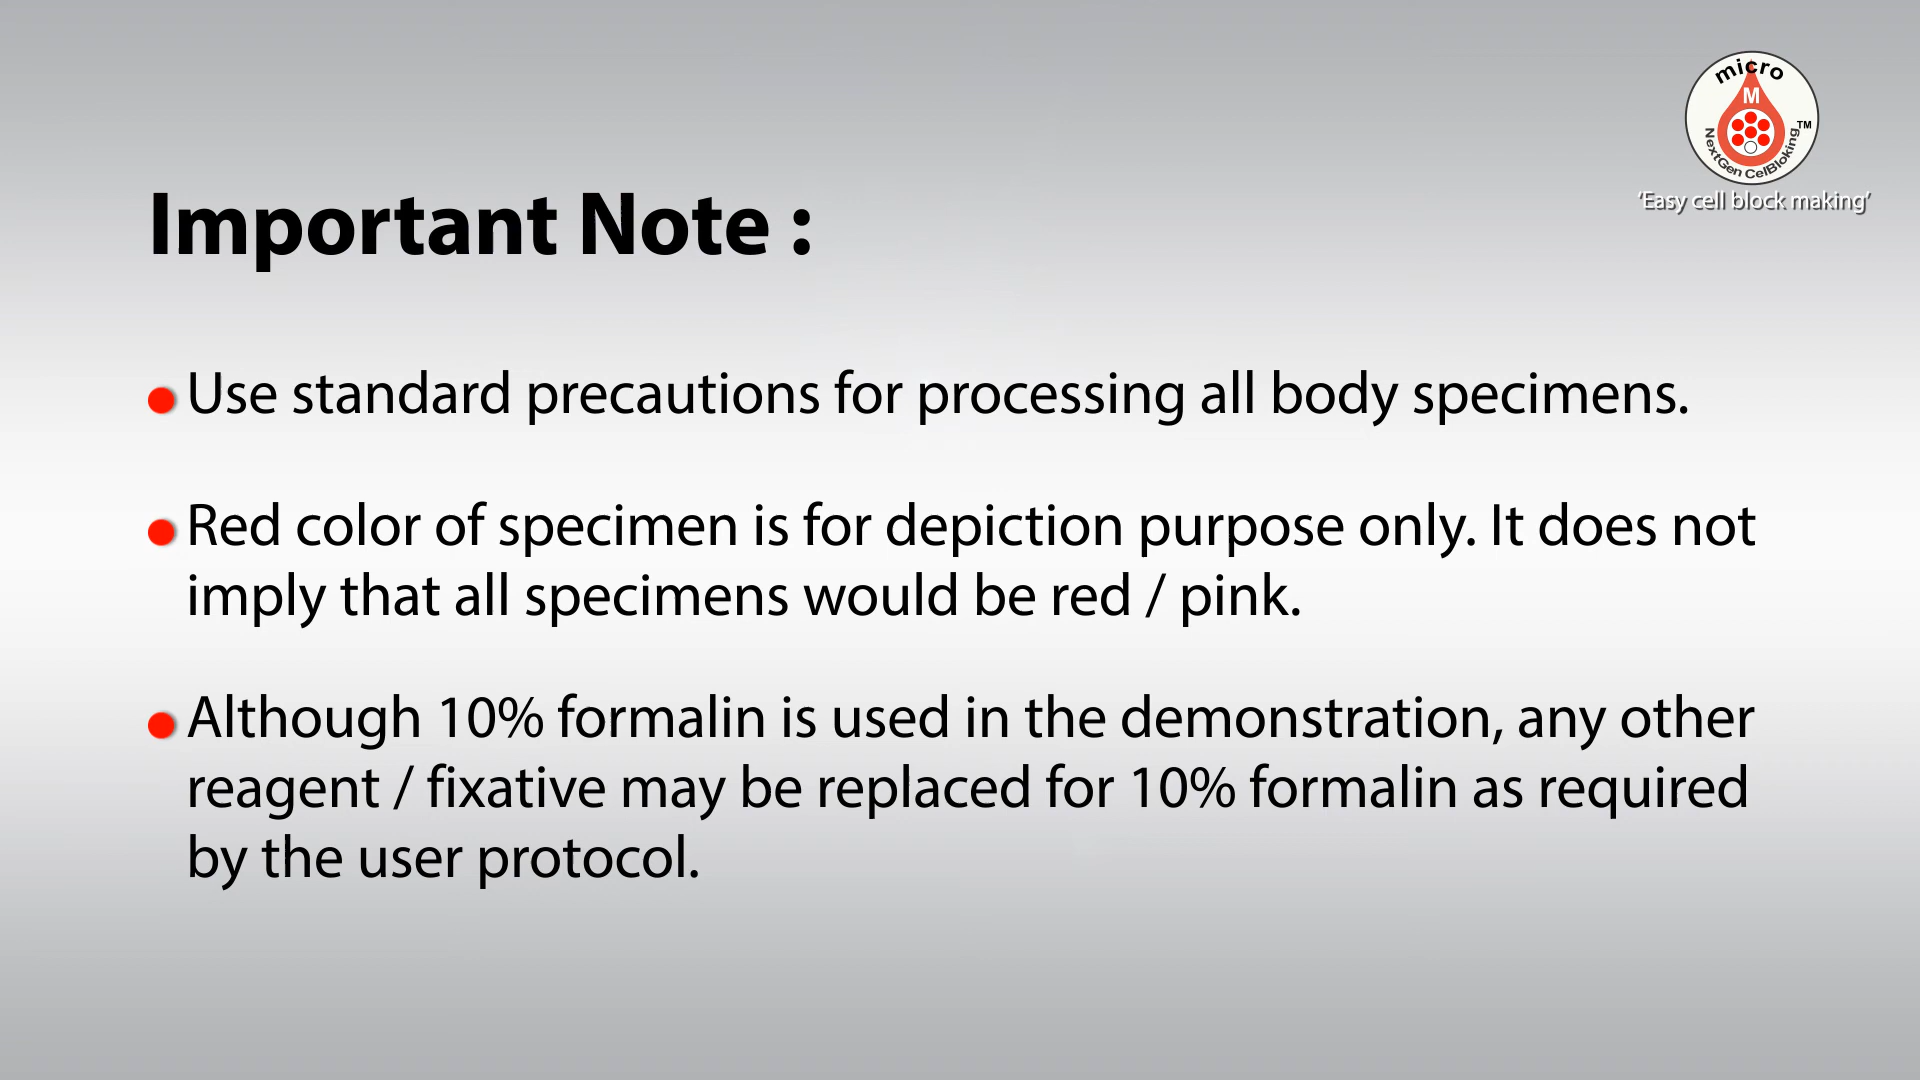 micro
M
TM
NextGen CelBloking
‘Easy cell block making’
Important Note :
Use standard precautions for processing all body specimens.
Red color of specimen is for depiction purpose only. It does not
imply that all specimens would be red / pink.
Although 10% formalin is used in the demonstration, any other
reagent / fixative may be replaced for 10% formalin as required
by the user protocol.